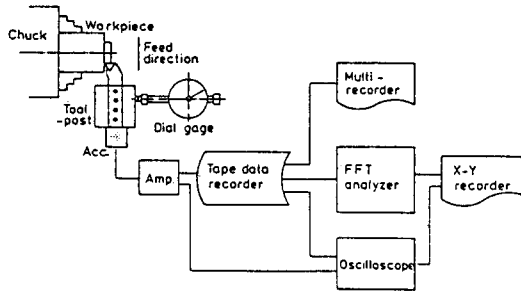 Chuck
Workpiece
Feed
direction
Tool
-post
Dial gage
Acc.
Amp.
Tape data
recorder
Multi-
recorder
FFT
analyzer
X-Y
recorder
Oscilloscope